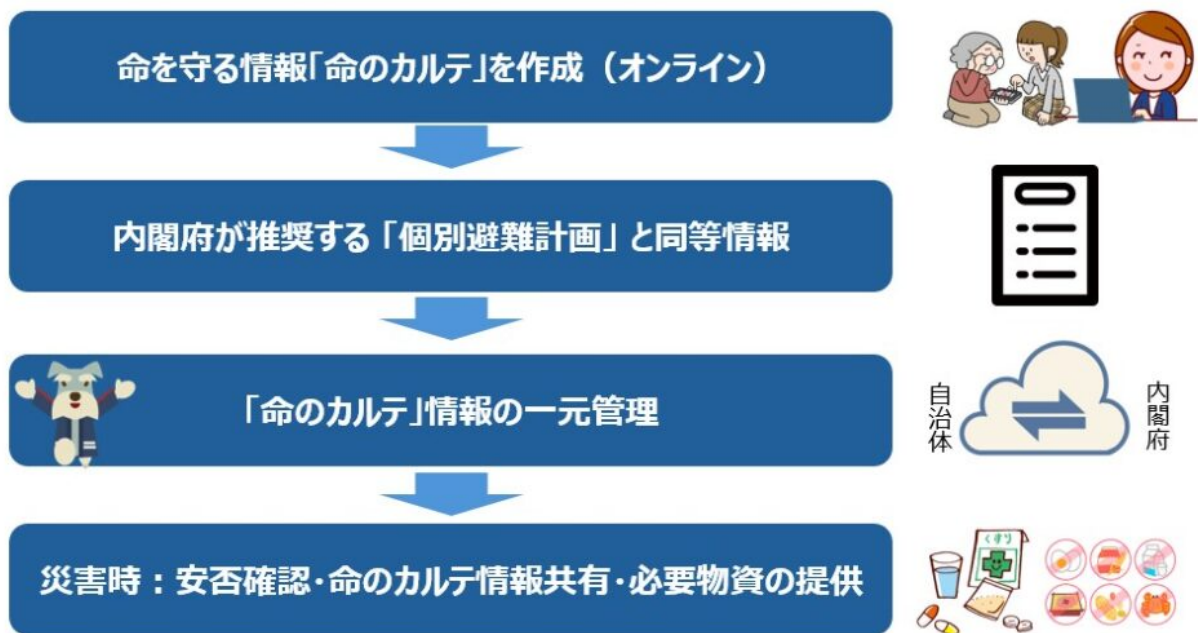 命を守る情報「命のカルテ」を作成（オンライン）
内閣府が推奨する「個別避難計画」と同等情報
「命のカルテ」情報の一元管理
自治体
内閣府
災害時：安否確認･命のカルテ情報共有･必要物資の提供
くすり